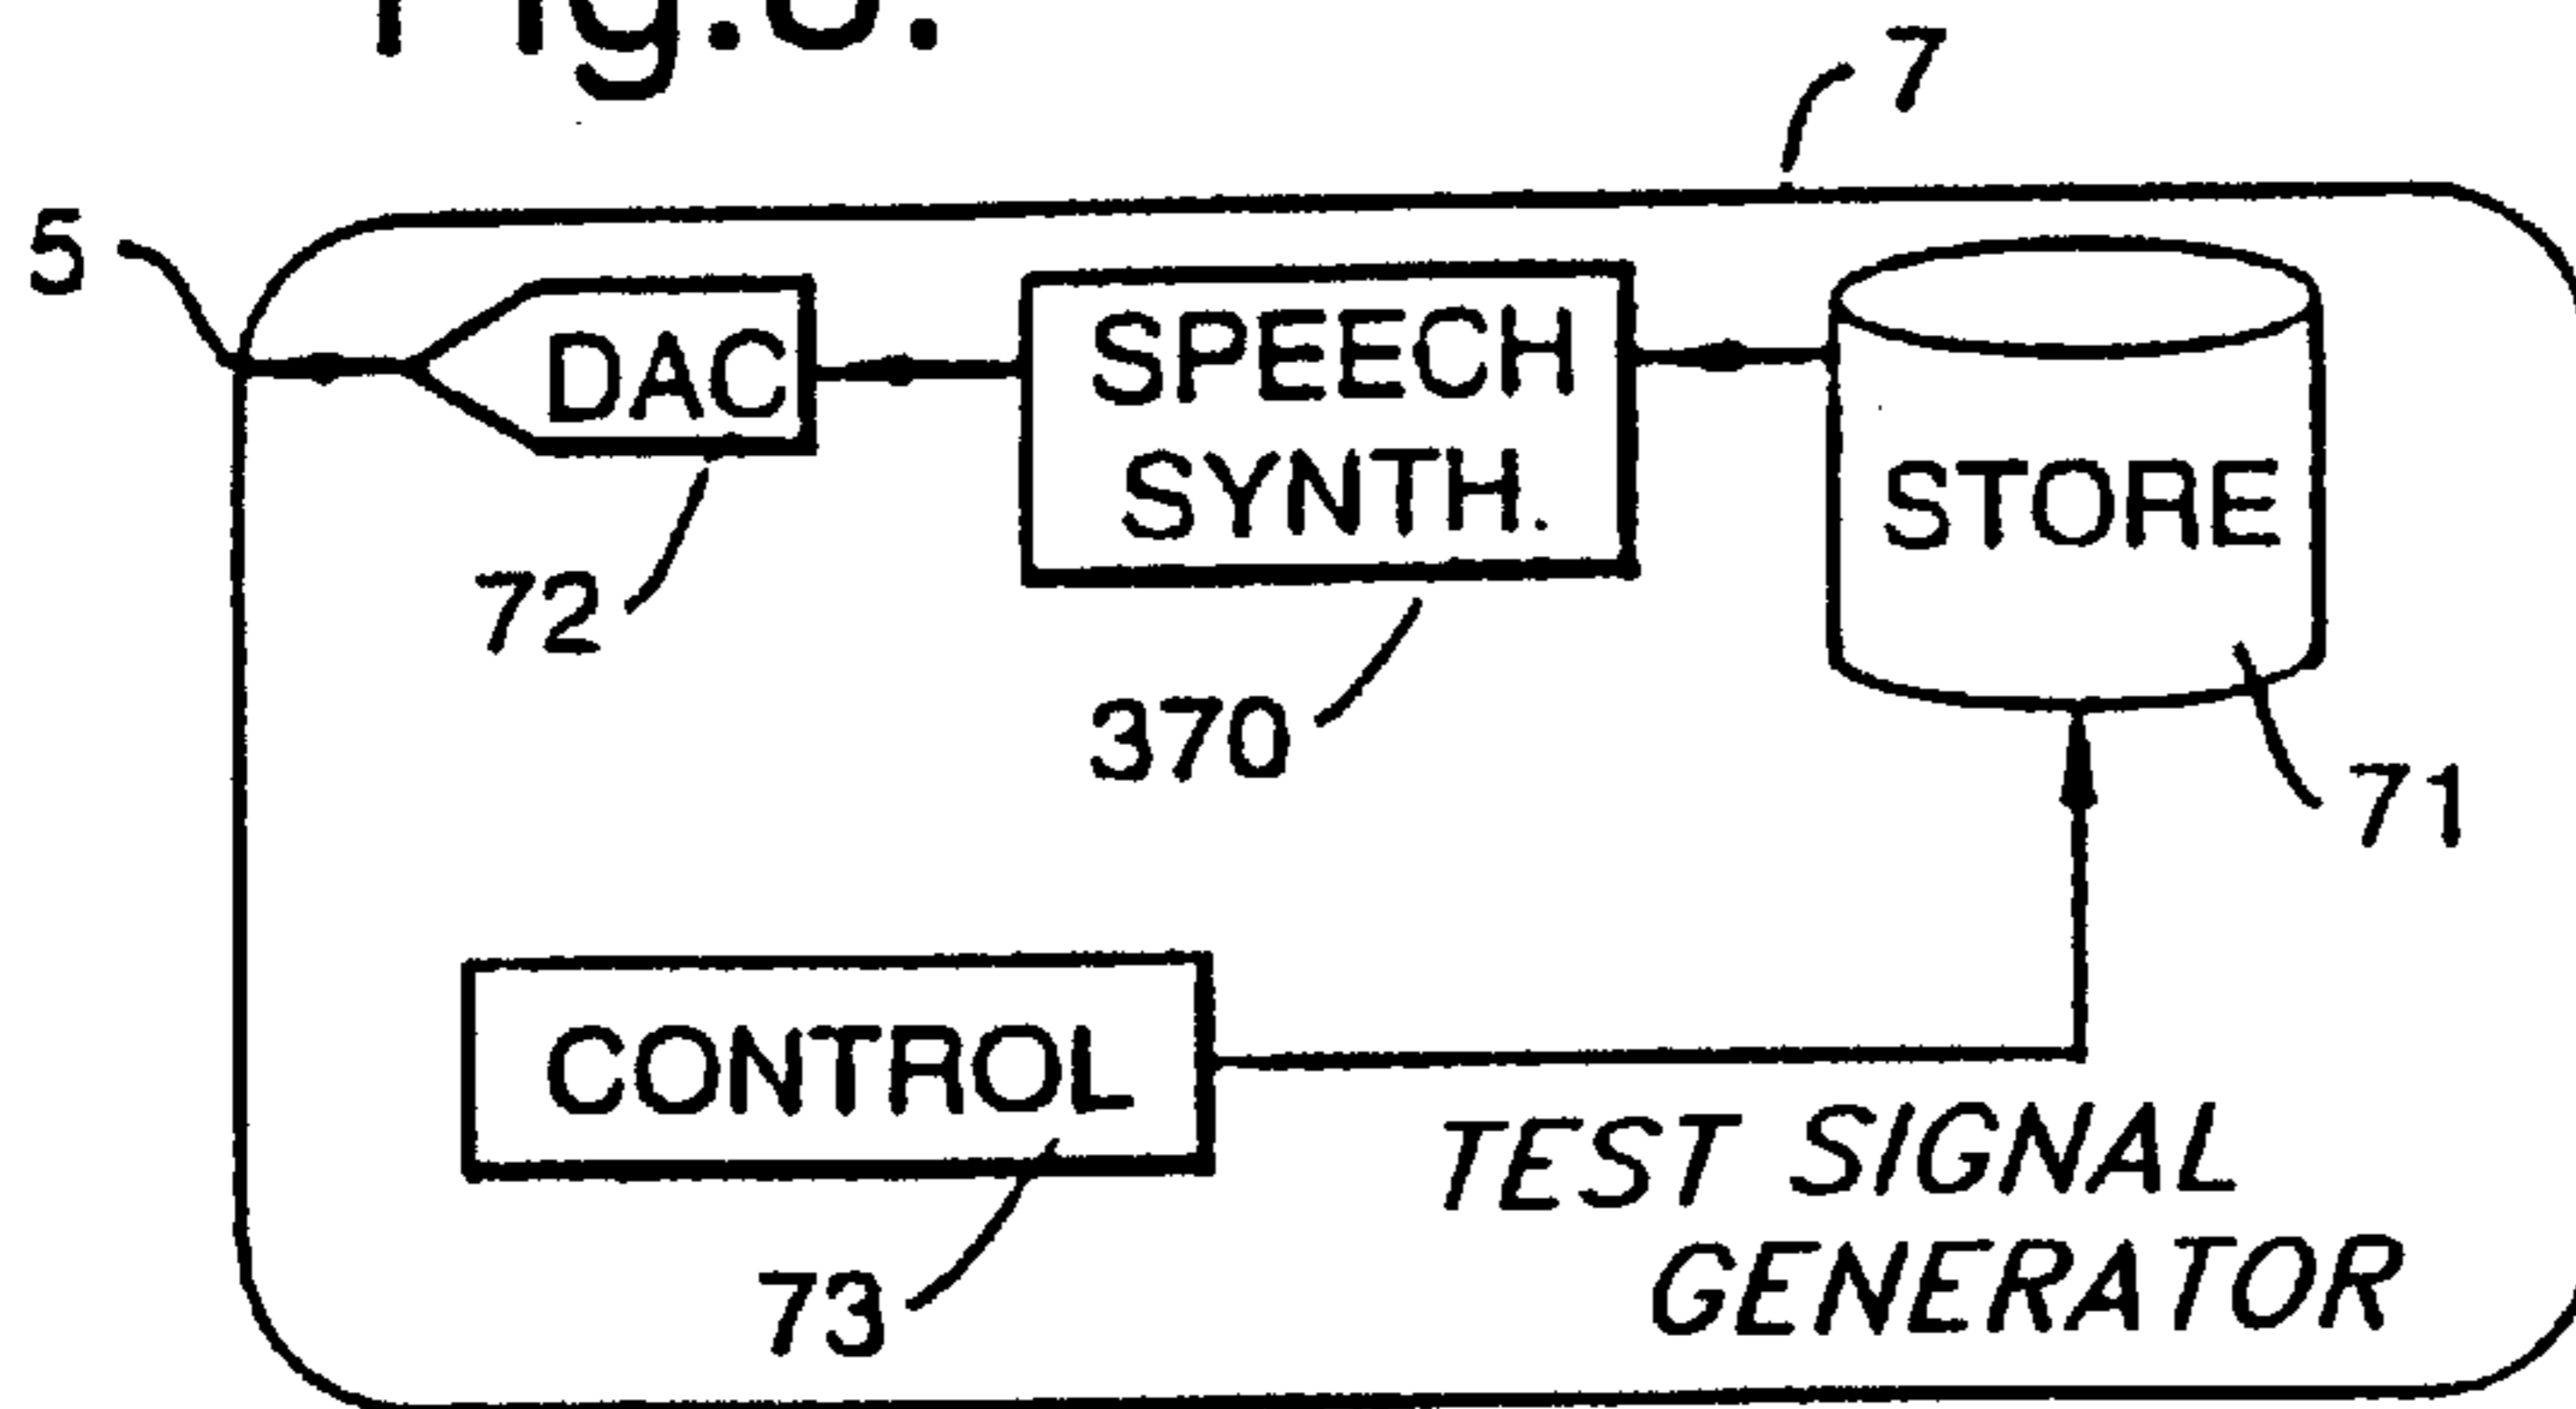 7
5
DAC
SPEECH
SYNTH.
STORE
72
370
71
CONTROL
73
TEST SIGNAL
GENERATOR